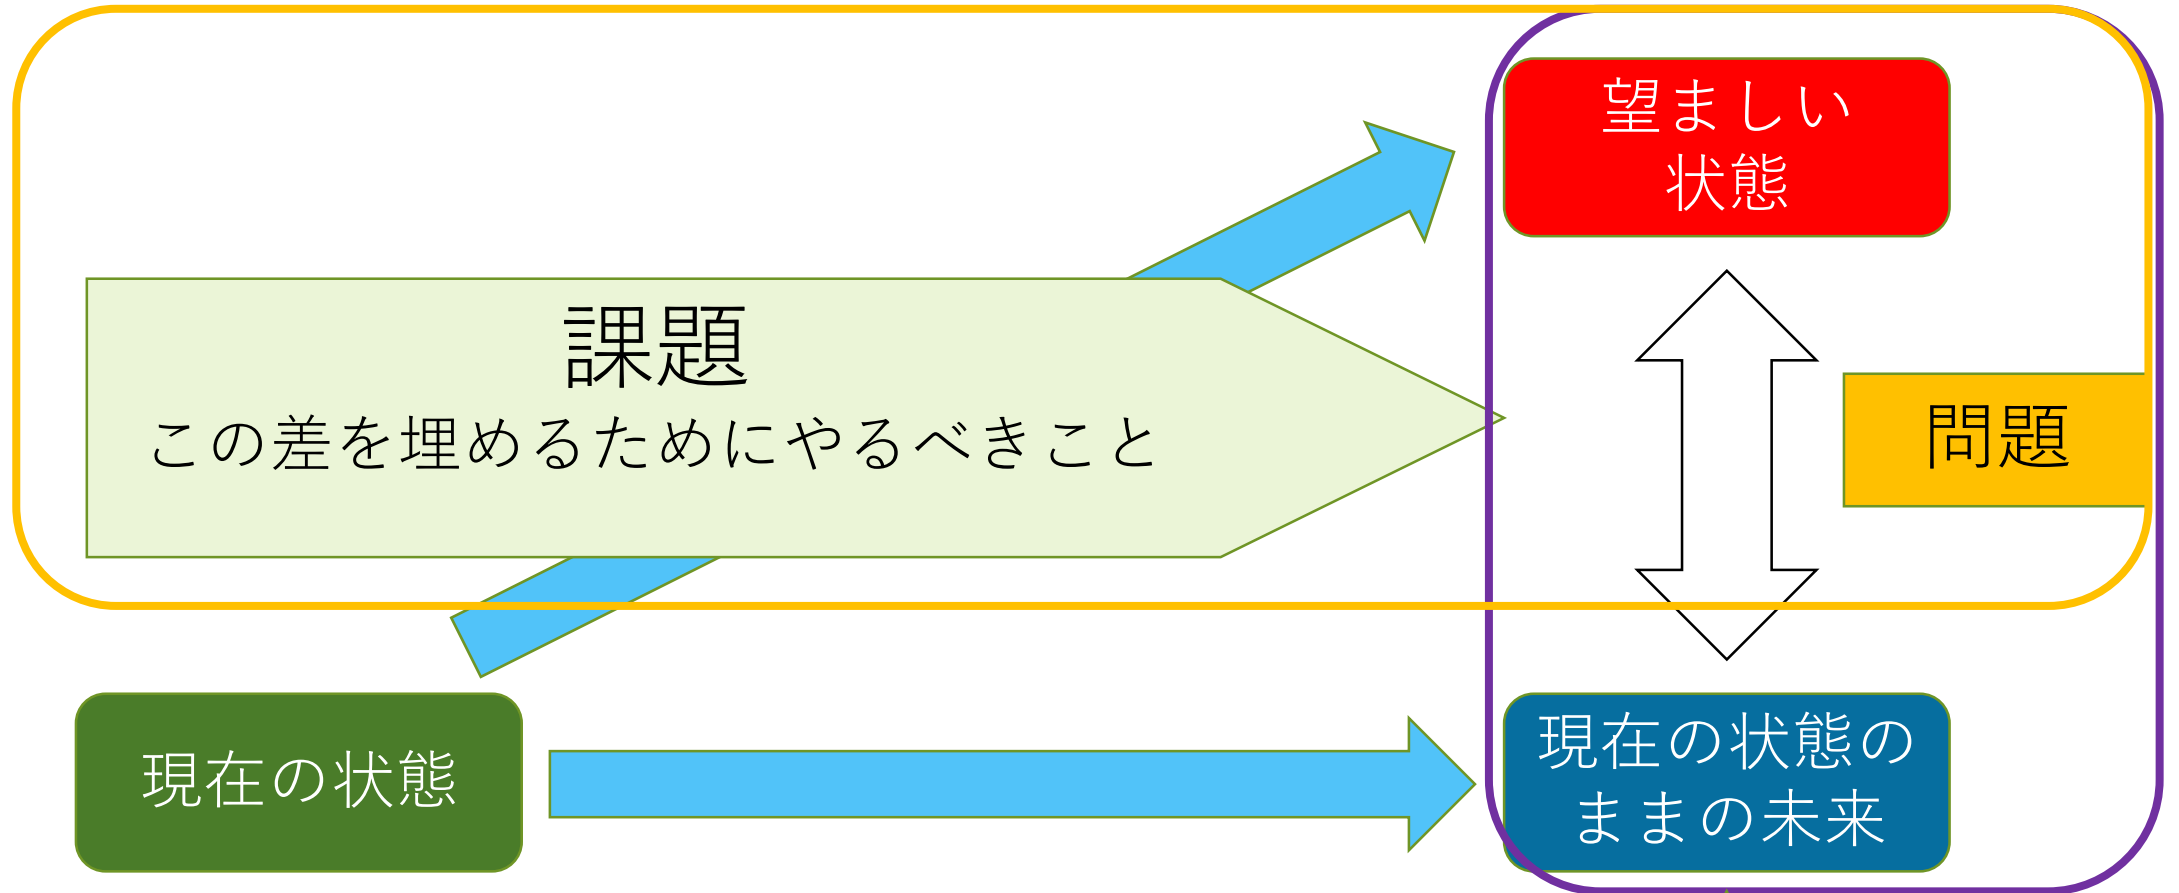 望ましい
状態
課題
この差を埋めるためにやるべきこと
問題
現在の状態
現在の状態の
ままの未来